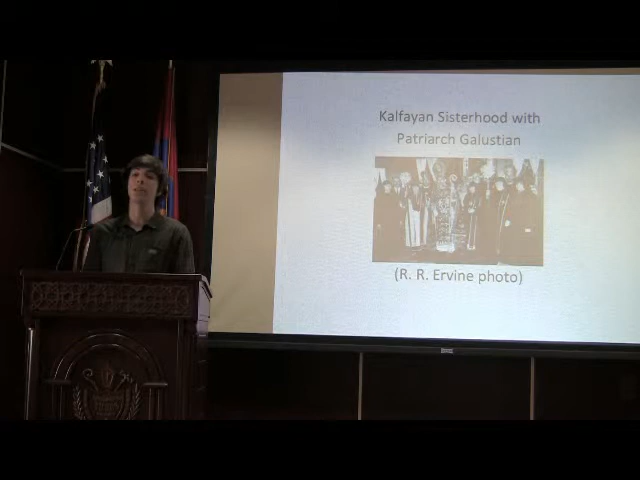 Kalfayan Sisterhood with
Patriarch Galustian
(R. R. Ervine photo)